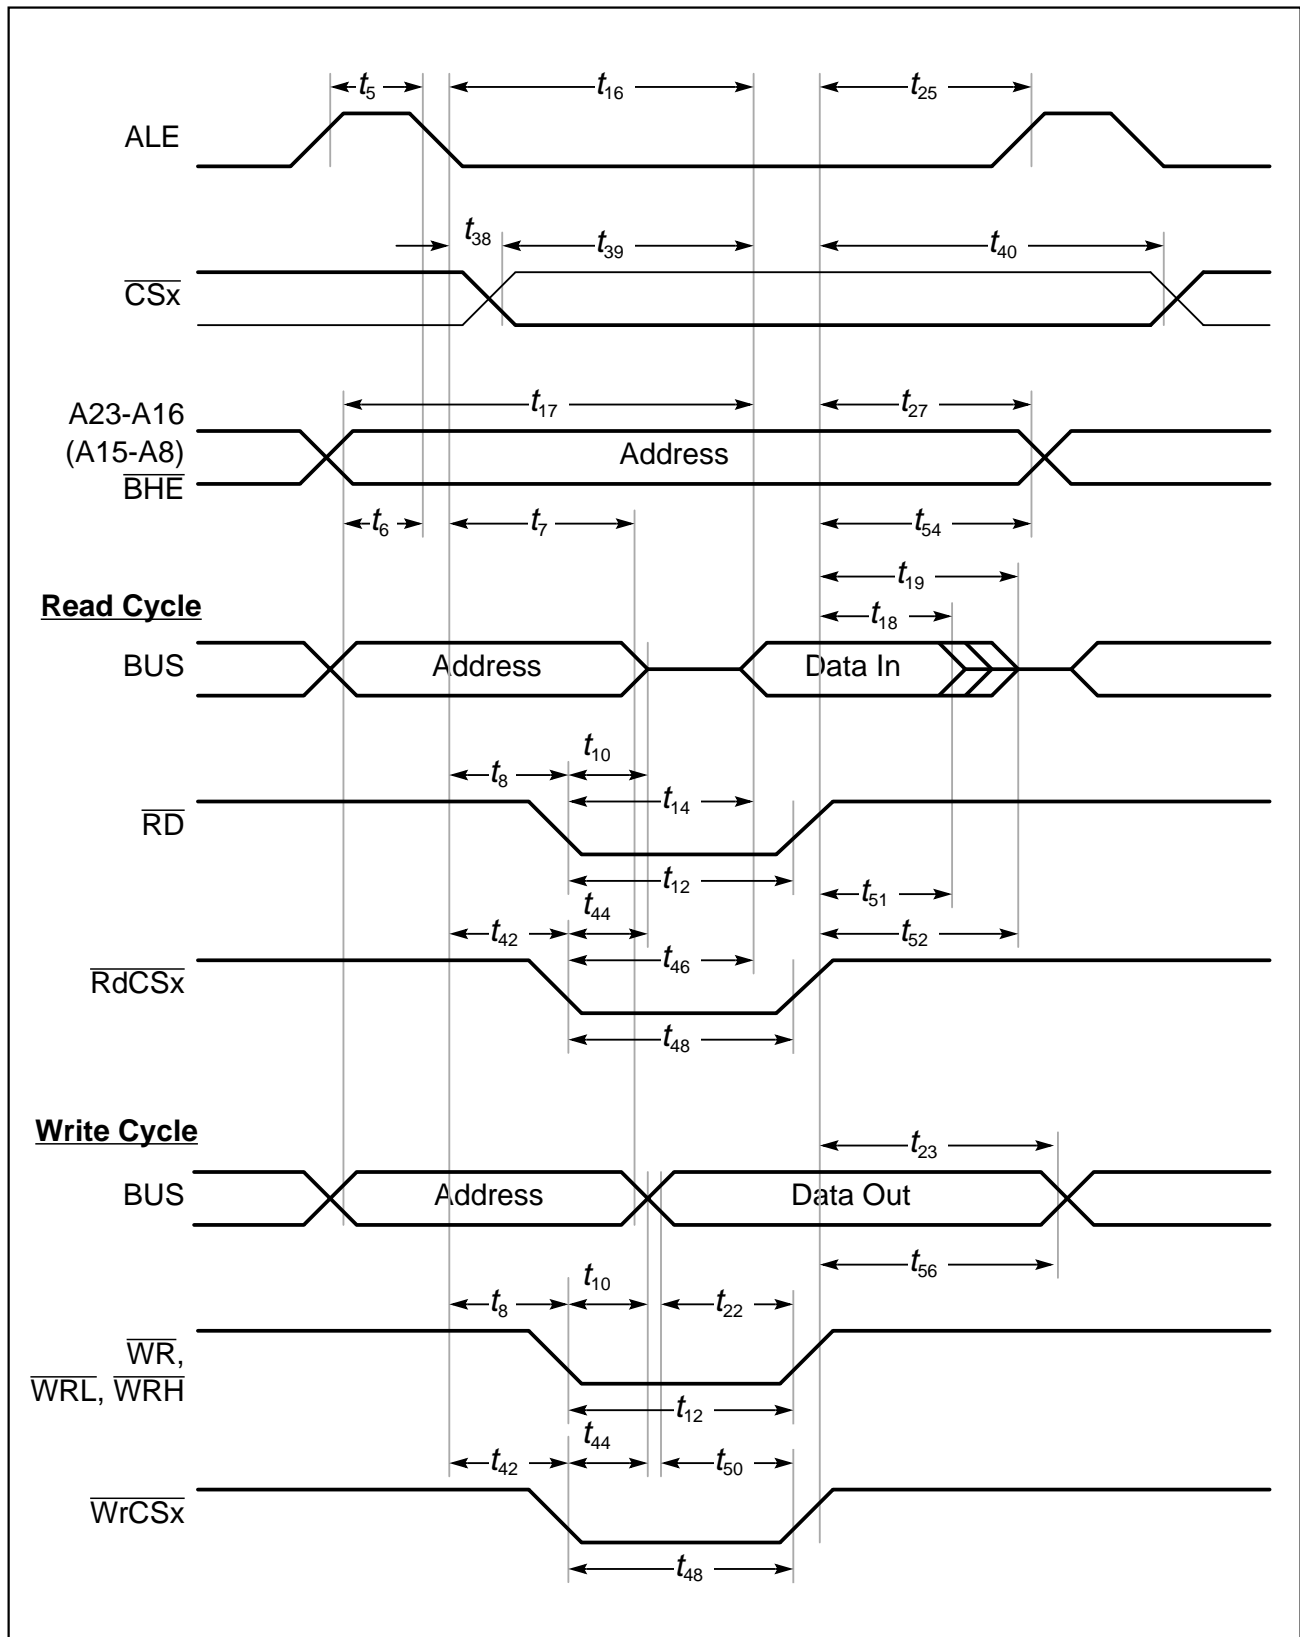 t5 t16 t25
ALE
t38 t39 t40
CSx
A23-A16 t17 t27
(A15-A8) Address
BHE
t6 t7 t54
t19
Read Cycle t18
BUS Address Data In
t10
t8
t14
RD
t12 t51
t44
t42 t52
t46
RdCSx
t48
Write Cycle
t23
BUS Address Data Out
t56
t10
t8 t22
WR,
WRL, WRH
t12
t44
t42 t50
WrCSx
t48